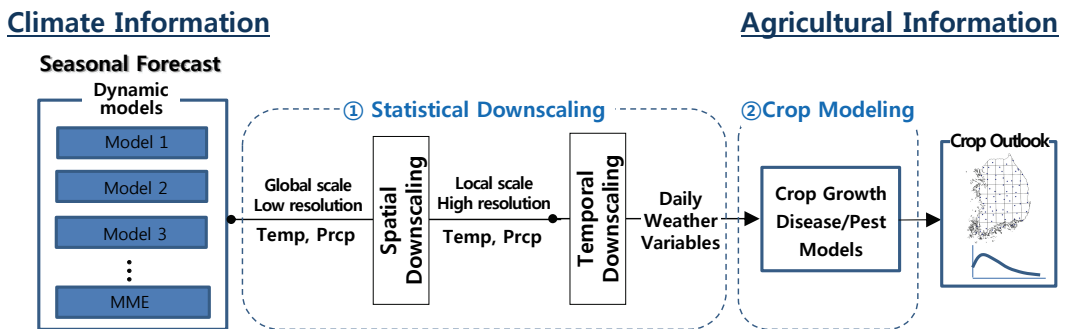 Climate Information
Agricultural Information
Seasonal Forecast
Dynamic
models
Model 1
Model 2
Model 3
MME
① Statistical Downscaling
Global scale
Low resolution
Temp, Prcp
Spatial
Downscaling
Local scale
High resolution
Temp, Prcp
Temporal
Downscaling
Daily
Weather
Variables
②Crop Modeling
Crop Growth
Disease/Pest
Models
Crop Outlook